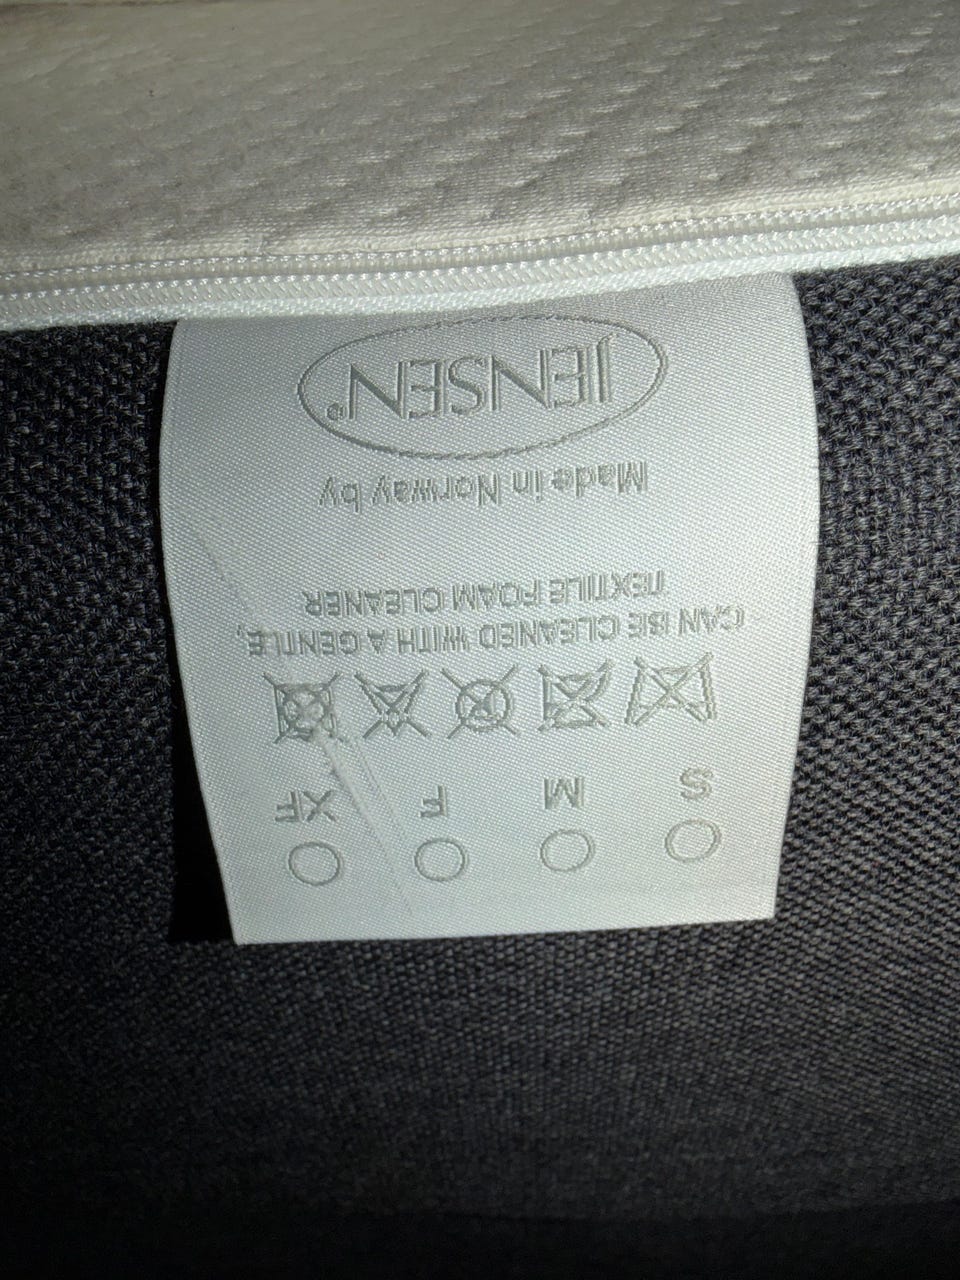 S M F XF
CAN BE CLEANED WITH A GENTLE,
TEXTILE FOAM CLEANER
Made in Norway by
JENSEN®